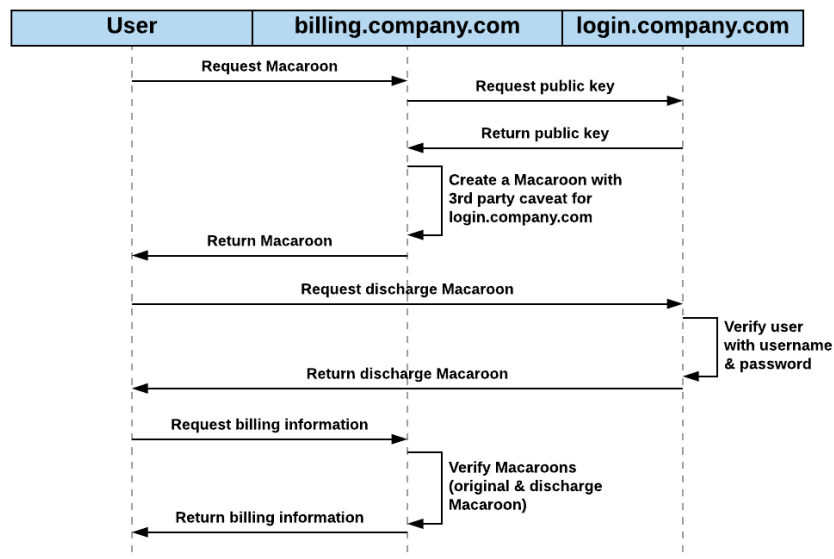 User
billing.company.com
login.company.com
Request Macaroon
Request public key
Return public key
Create a Macaroon with
3rd party caveat for
login.company.com
Return Macaroon
Request discharge Macaroon
Verify user
with username
& password
Return discharge Macaroon
Request billing information
Verify Macaroons
(original & discharge
Macaroon)
Return billing information